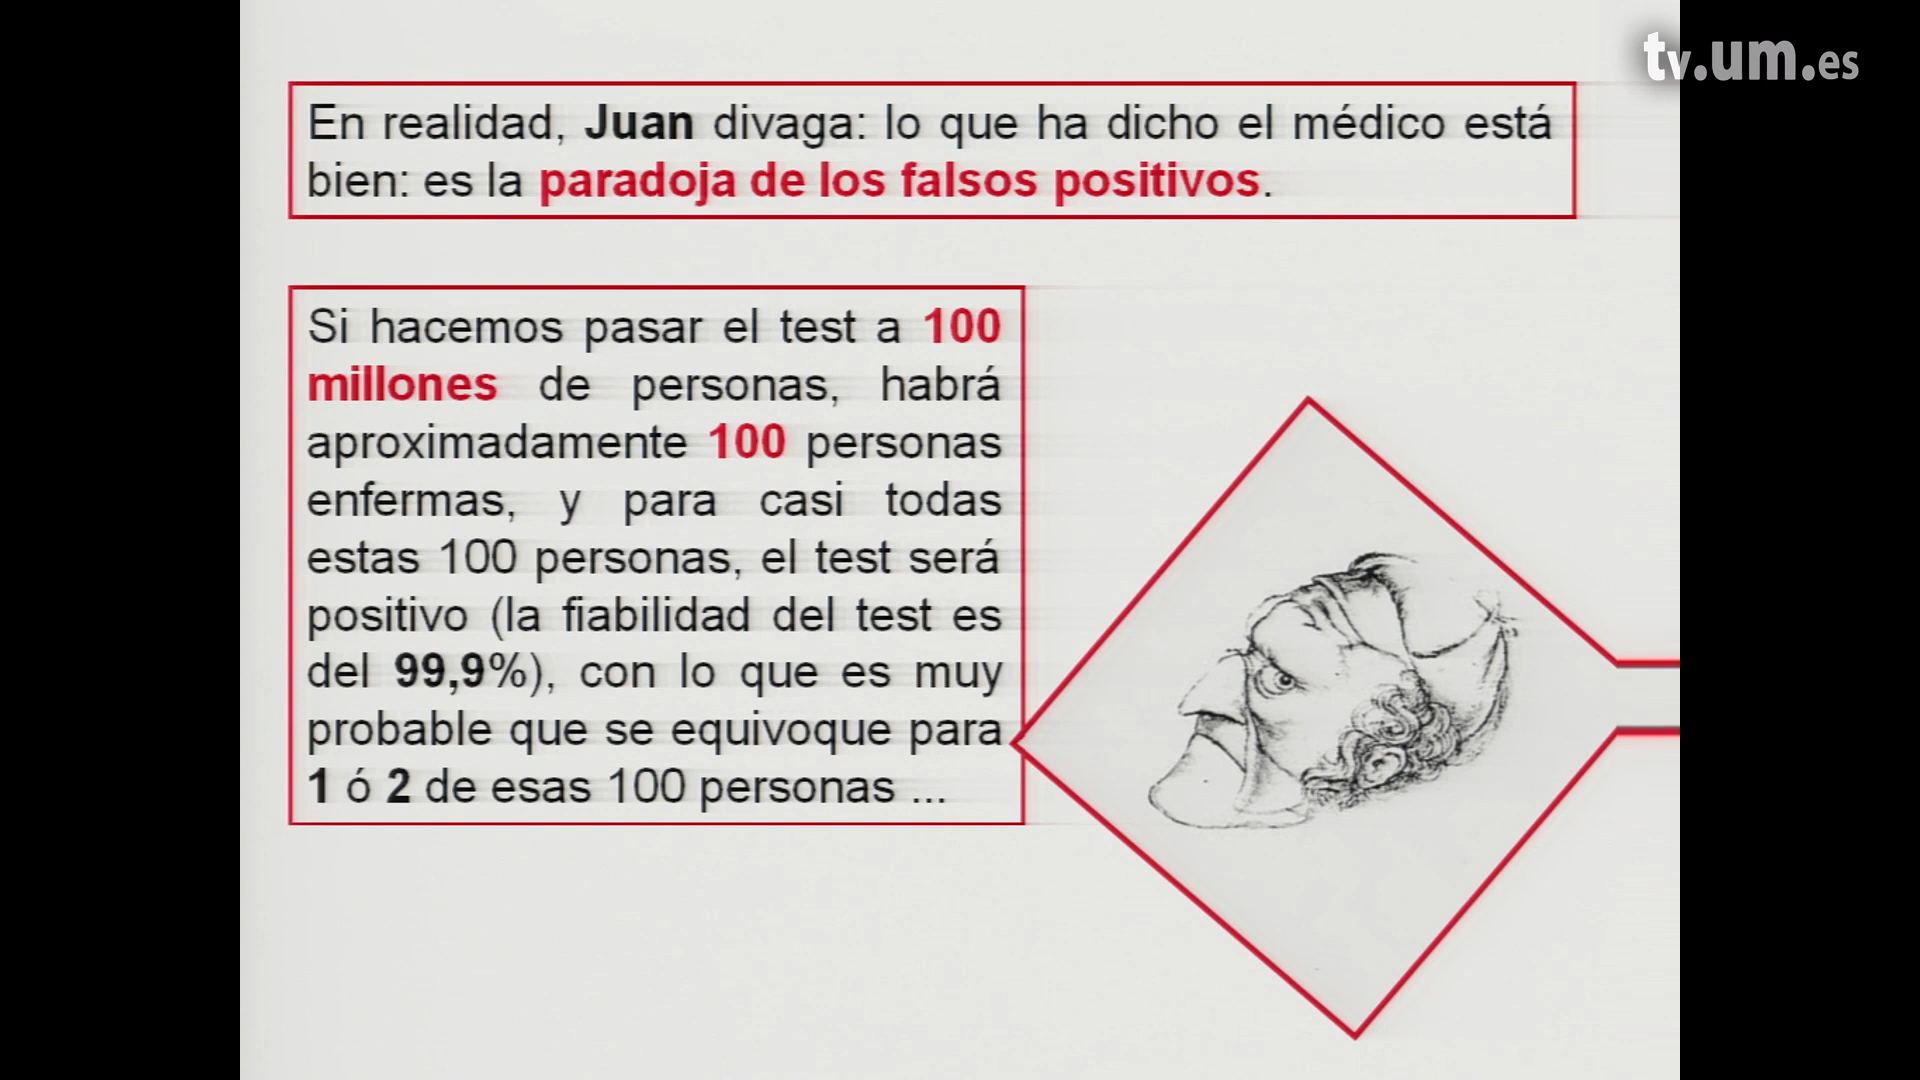 tv.um.es
En realidad, Juan divaga: lo que ha dicho el médico está
bien: es la paradoja de los falsos positivos.
Si hacemos pasar el test a 100
millones de personas, habrá
aproximadamente 100 personas
enfermas, y para casi todas
estas 100 personas, el test será
positivo (la fiabilidad del test es
del 99,9%), con lo que es muy
probable que se equivoque para
1 ó 2 de esas 100 personas ...